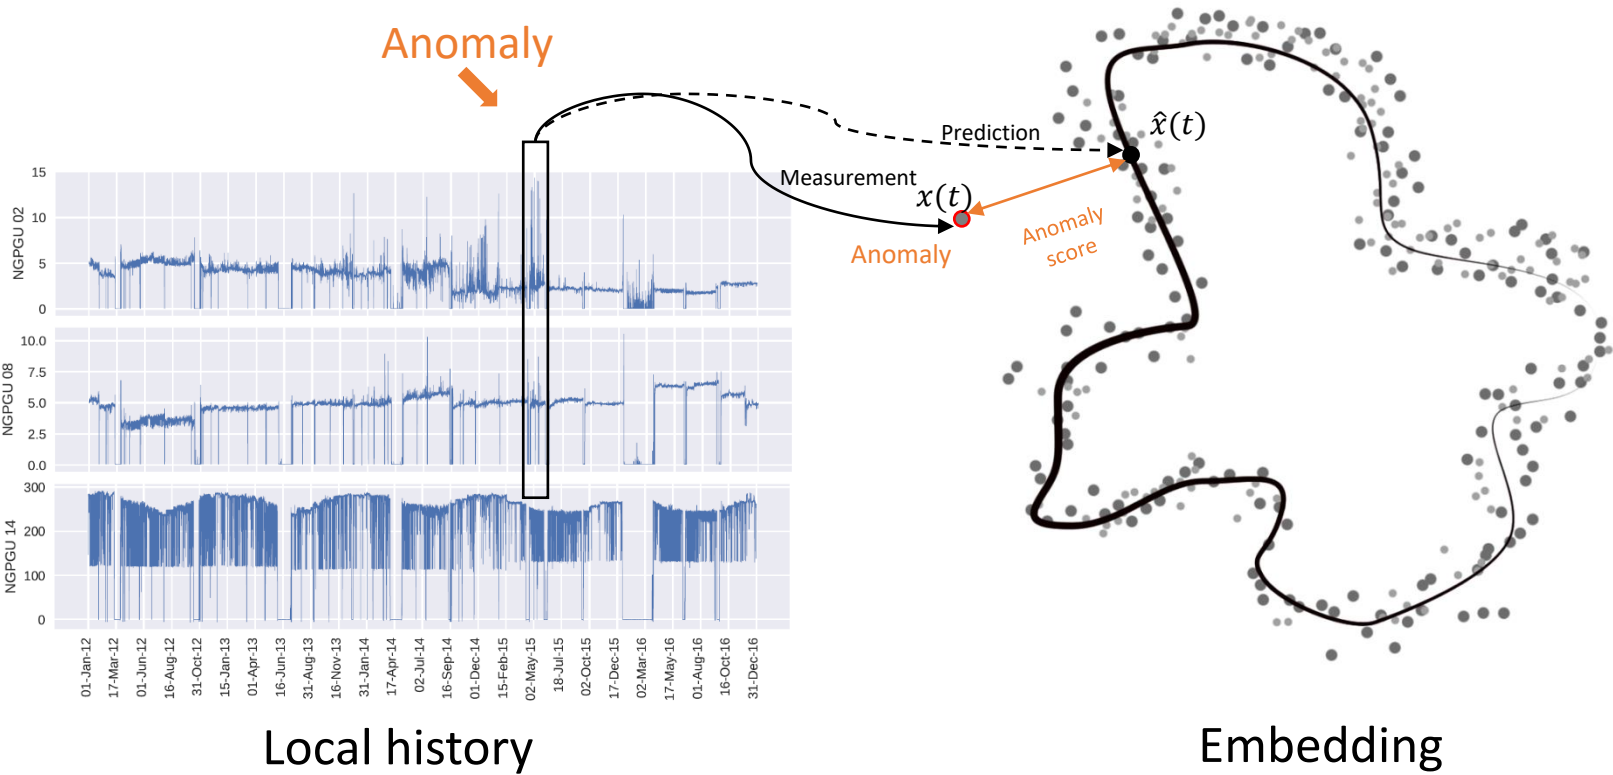 Anomaly
Prediction
x̂(t)
Measurement
x(t)
Anomaly
Anomaly
score
NGPGU 02
15
10
5
0
NGPGU 08
10.0
7.5
5.0
2.5
0.0
NGPGU 14
300
200
100
0
01-Jan-12
17-Mar-12
01-Jun-12
16-Aug-12
31-Oct-12
15-Jan-13
01-Apr-13
16-Jun-13
31-Aug-13
16-Nov-13
31-Jan-14
17-Apr-14
02-Jul-14
16-Sep-14
01-Dec-14
15-Feb-15
02-May-15
18-Jul-15
02-Oct-15
17-Dec-15
02-Mar-16
17-May-16
01-Aug-16
16-Oct-16
31-Dec-16
Local history
Embedding